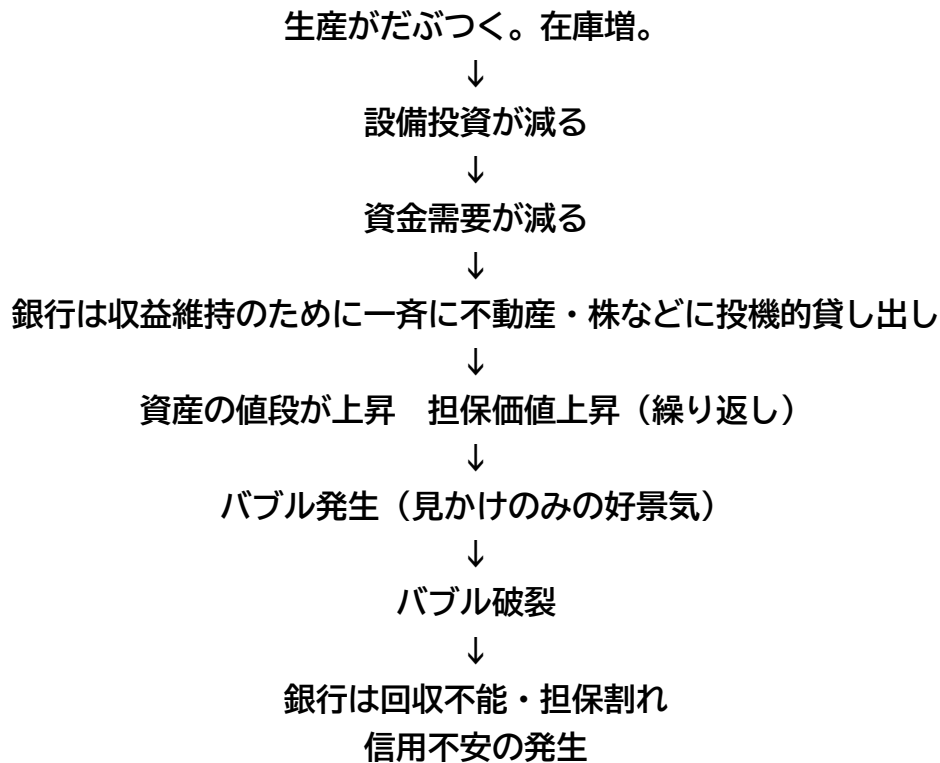 生産がだぶつく。在庫増。
↓
設備投資が減る
↓
資金需要が減る
↓
銀行は収益維持のために一斉に不動産・株などに投機的貸し出し
↓
資産の値段が上昇　担保価値上昇（繰り返し）
↓
バブル発生（見かけのみの好景気）
↓
バブル破裂
↓
銀行は回収不能・担保割れ
信用不安の発生